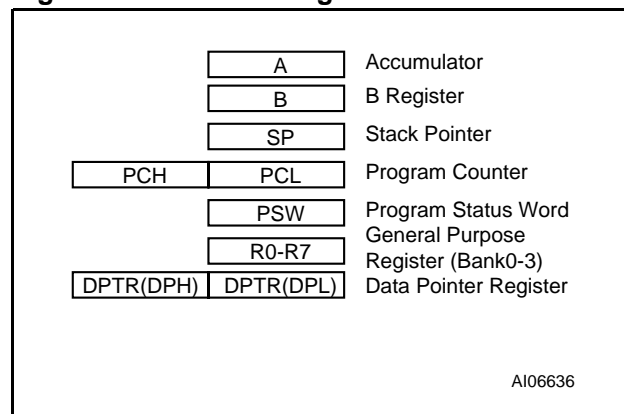 A Accumulator
B B Register
SP Stack Pointer
PCH PCL Program Counter
PSW Program Status Word
R0-R7 General Purpose
Register (Bank0-3)
DPTR(DPH) DPTR(DPL) Data Pointer Register
AI06636